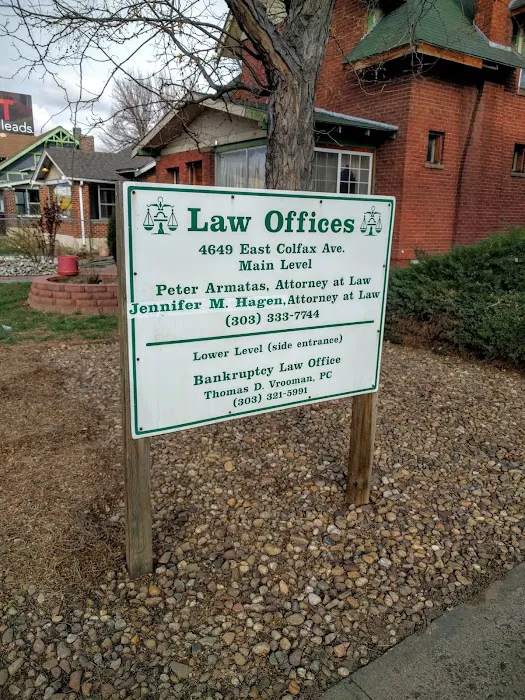 T
leads
Law Offices
4649 East Colfax Ave.
Main Level
Peter Armatas, Attorney at Law
Jennifer M. Hagen, Attorney at Law
(303) 333-7744
Lower Level (side entrance)
Bankruptcy Law Office
Thomas D. Vrooman, PC
(303) 321-5991